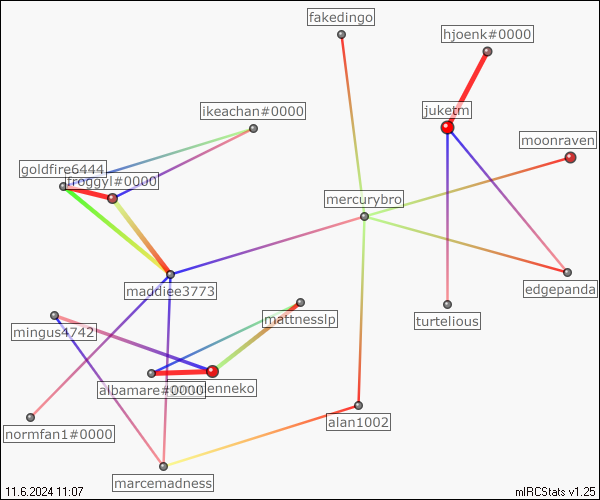 fakedingo
hjoenk#0000
ikeachan#0000
juketm
moonraven
goldfire6444
froggyl#0000
mercurybro
maddiee3773
edgepanda
mattnesslp
turtelious
mingus4742
albamare#0000
enneko
alan1002
normfan1#0000
marcemadness
11.6.2024 11:07
mIRCStats v1.25